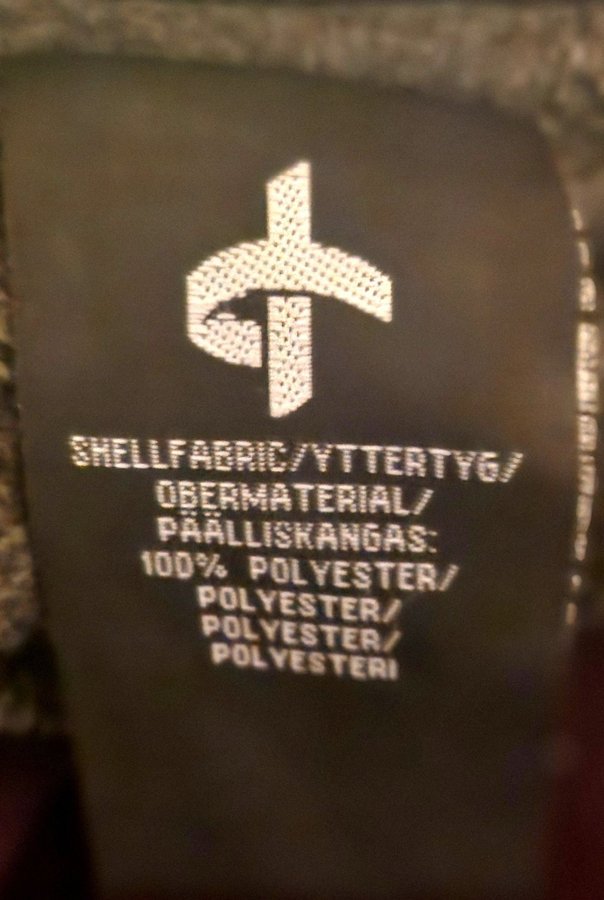 SHELLFABRIC/YTTERTYG/
OBERMATERIAL/
PÄÄLLISKANGAS:
100% POLYESTER/
POLYESTER/
POLYESTER/
POLYESTERI